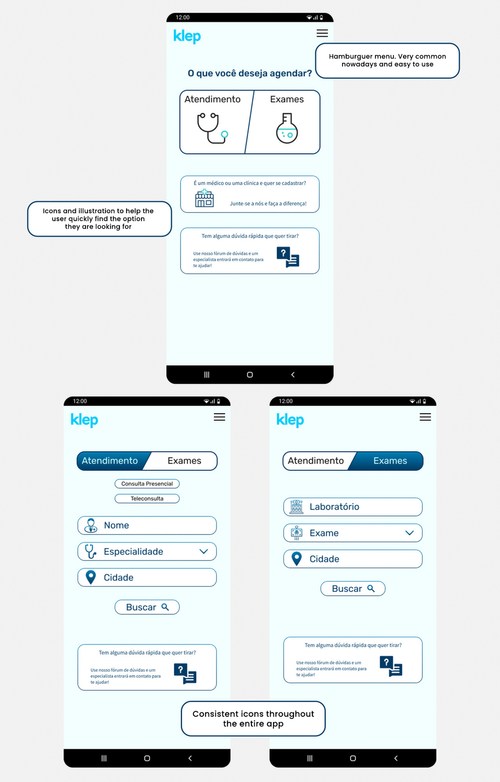 12:00
klep
Hamburguer menu. Very common
nowadays and easy to use
O que você deseja agendar?
Atendimento
Exames
É um médico ou uma clínica e quer se cadastrar?
Junte-se a nós e faça a diferença!
Icons and illustration to help the
user quickly find the option
they are looking for
Tem alguma dúvida rápida que quer tirar?
Use nosso fórum de dúvidas e um
especialista entrará em contato para
te ajudar!
12:00
klep
Atendimento
Exames
Consulta Presencial
Teleconsulta
Nome
Especialidade
Cidade
Buscar
Tem alguma dúvida rápida que quer tirar?
Use nosso fórum de dúvidas e um
especialista entrará em contato para
te ajudar!
12:00
klep
Atendimento
Exames
Laboratório
Exame
Cidade
Buscar
Tem alguma dúvida rápida que quer tirar?
Use nosso fórum de dúvidas e um
especialista entrará em contato para
te ajudar!
Consistent icons throughout
the entire app